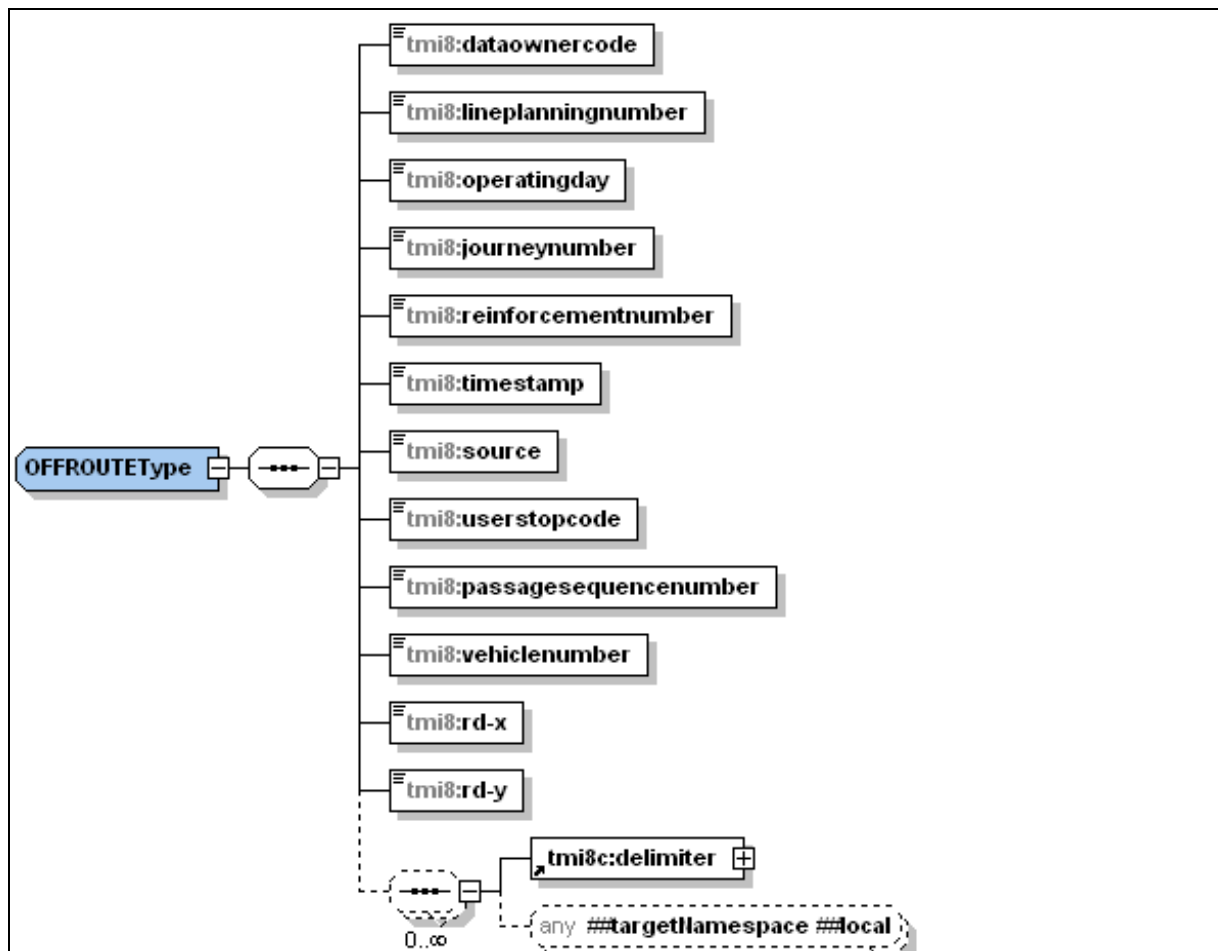 tmi8:dataownercode
tmi8:lineplanningnumber
tmi8:operatingday
tmi8:journeynumber
tmi8:reinforcementnumber
tmi8:timestamp
OFFROUTEType
tmi8:source
tmi8:userstopcode
tmi8:passagesequencenumber
tmi8:vehiclenumber
tmi8:rd-x
tmi8:rd-y
tmi8c:delimiter
any ##targetNamespace ##local
0..∞